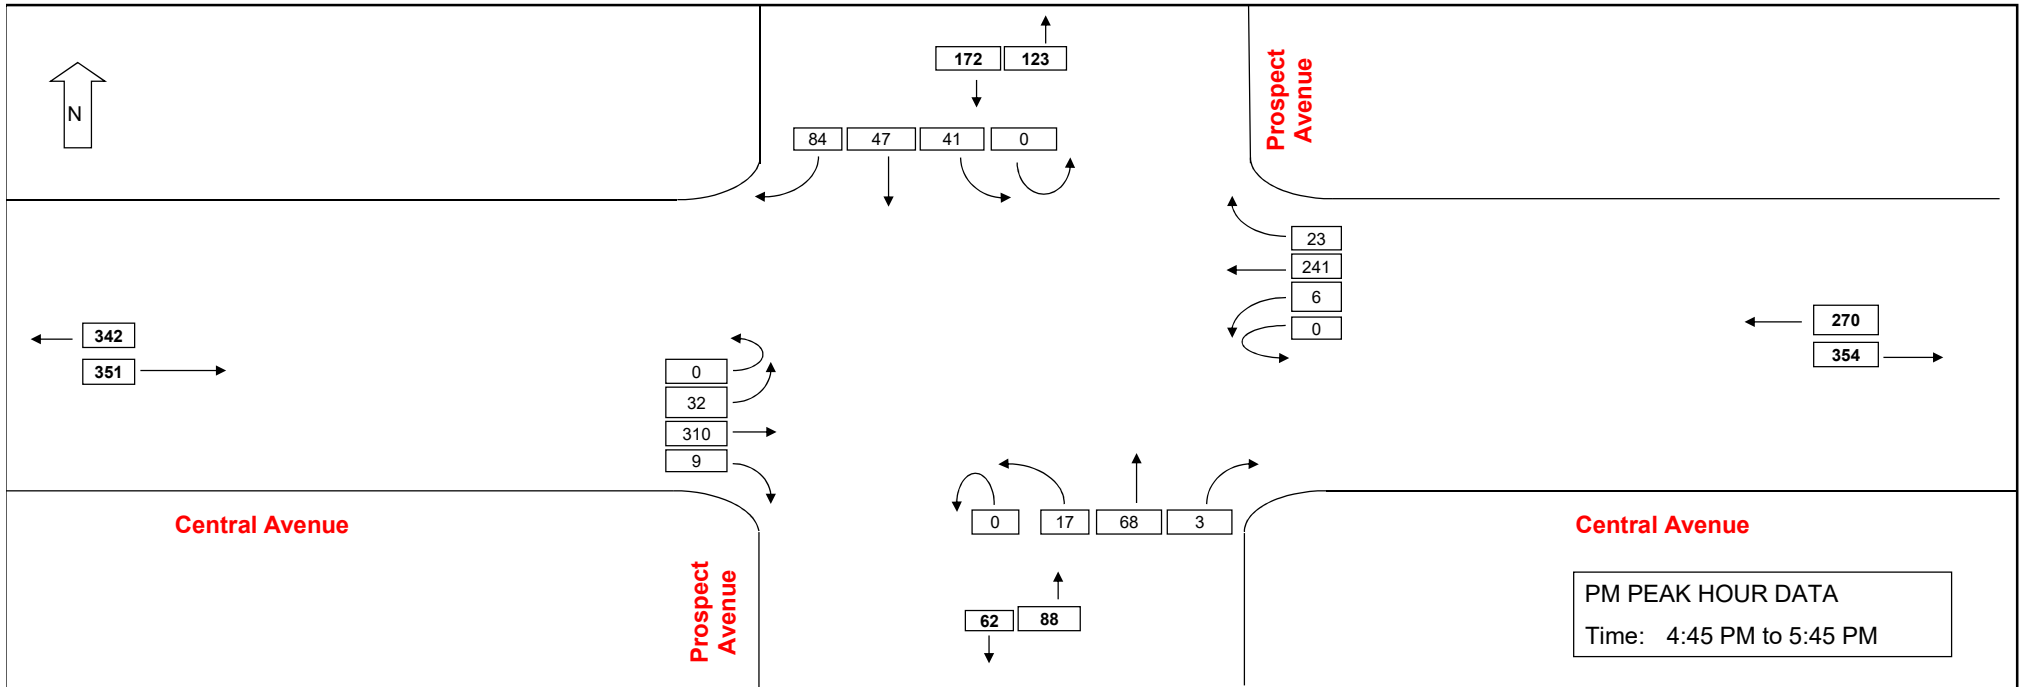 172 123
Prospect
Avenue
N
84 47 41 0
23
241
6
0
342
351
270
354
0
32
310
9
0 17 68 3
Central Avenue
Central Avenue
Prospect
Avenue
62 88
PM PEAK HOUR DATA
Time: 4:45 PM to 5:45 PM